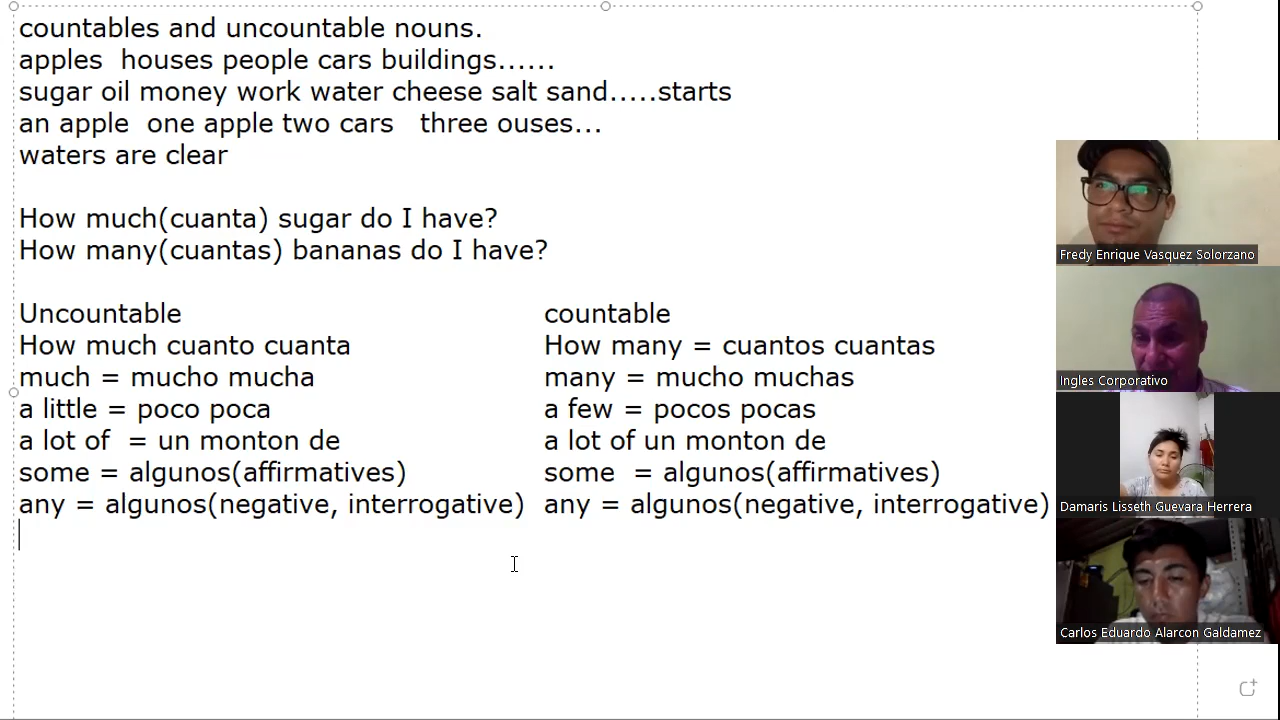 countables and uncountable nouns.
apples  houses people cars buildings......
sugar oil money work water cheese salt sand.....starts
an apple  one apple two cars   three ouses...
waters are clear
How much(cuanta) sugar do I have?
How many(cuantas) bananas do I have?
Uncountable countable
How much cuanto cuanta How many = cuantos cuantas
much = mucho mucha many = mucho muchas
a little = poco poca a few = pocos pocas
a lot of  = un monton de a lot of un monton de
some = algunos(affirmatives) some  = algunos(affirmatives)
any = algunos(negative, interrogative) any = algunos(negative, interrogative)
Fredy Enrique Vasquez Solorzano
Ingles Corporativo
Damaris Lisseth Guevara Herrera
Carlos Eduardo Alarcon Galdamez